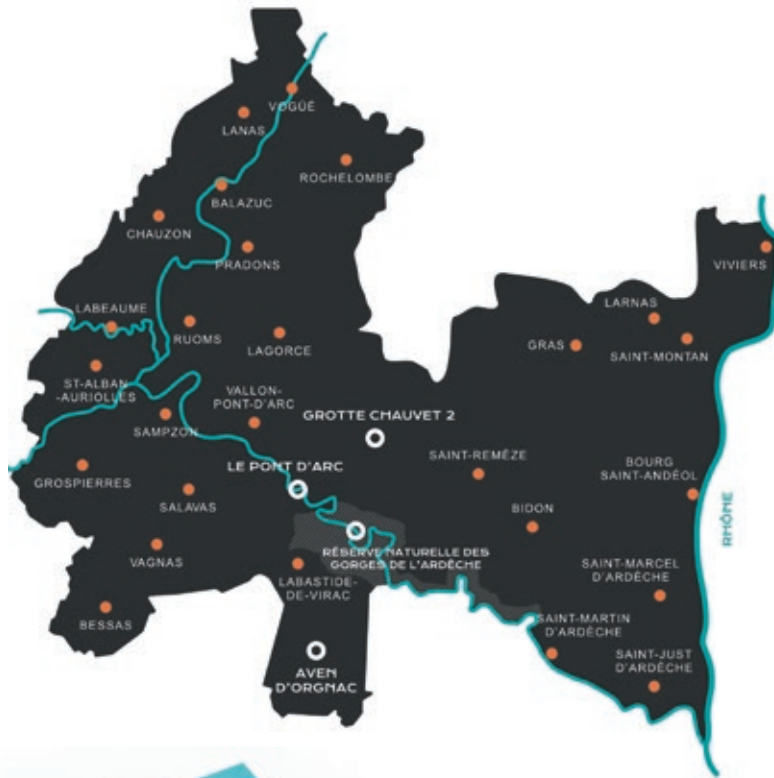 VOGÜÉ
LANAS
ROCHELOMBE
BALAZUC
CHAUZON
PRADONS
VIVIERS
LABEAUME
LARNAS
RUOMS
LAGORCE
GRAS
SAINT-MONTAN
ST-ALBAN
-AURIOLLES
VALLON-
PONT-D'ARC
SAMPZON
GROTTE CHAUVET 2
SAINT-REMÈZE
BOURG
SAINT-ANDÉOL
LE PONT D'ARC
GROSPIERRES
SALAVAS
BIDON
RHÔNE
VAGNAS
RÉSERVE NATURELLE DES
GORGES DE L'ARDÈCHE
LABASTIDE-
DE-VIRAC
SAINT-MARCEL
D'ARDÈCHE
BESSAS
SAINT-MARTIN
D'ARDÈCHE
SAINT-JUST
D'ARDÈCHE
AVEN
D'ORGNAC